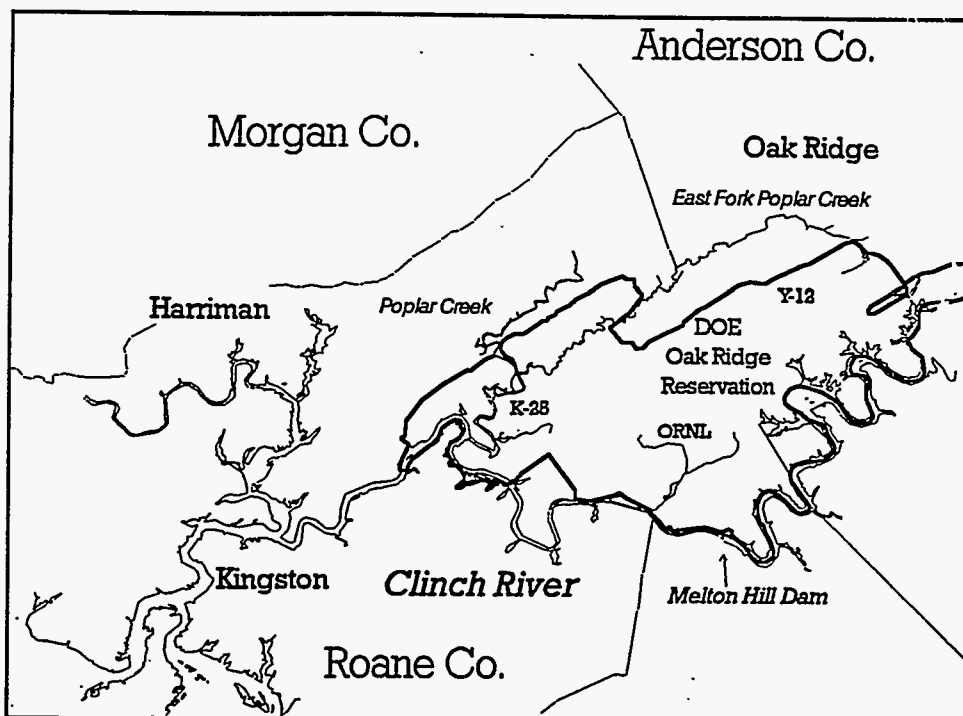 Anderson Co.
Morgan Co.
Oak Ridge
East Fork Poplar Creek
Harriman
Poplar Creek
Y-12
DOE
Oak Ridge
Reservation
K-25
ORNL
Kingston
Clinch River
Melton Hill Dam
Roane Co.